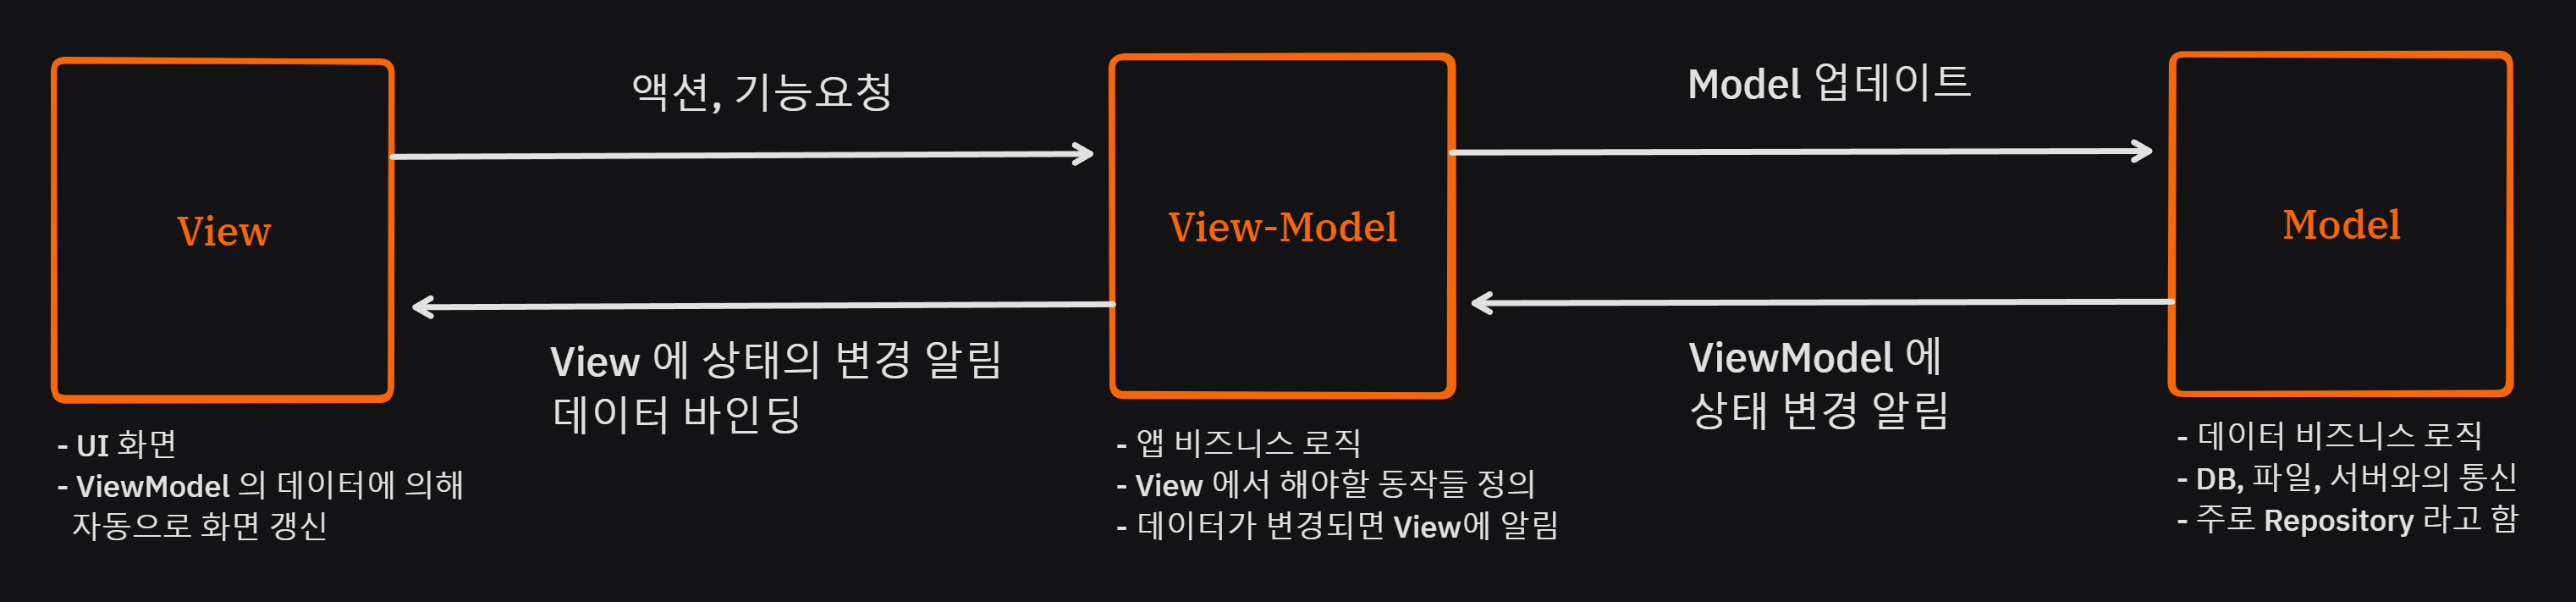 액션, 기능요청
Model 업데이트
View
View-Model
Model
View 에 상태의 변경 알림
데이터 바인딩
ViewModel 에
상태 변경 알림
- UI 화면
- ViewModel 의 데이터에 의해
자동으로 화면 갱신
- 앱 비즈니스 로직
- View 에서 해야할 동작들 정의
- 데이터가 변경되면 View에 알림
- 데이터 비즈니스 로직
- DB, 파일, 서버와의 통신
- 주로 Repository 라고 함